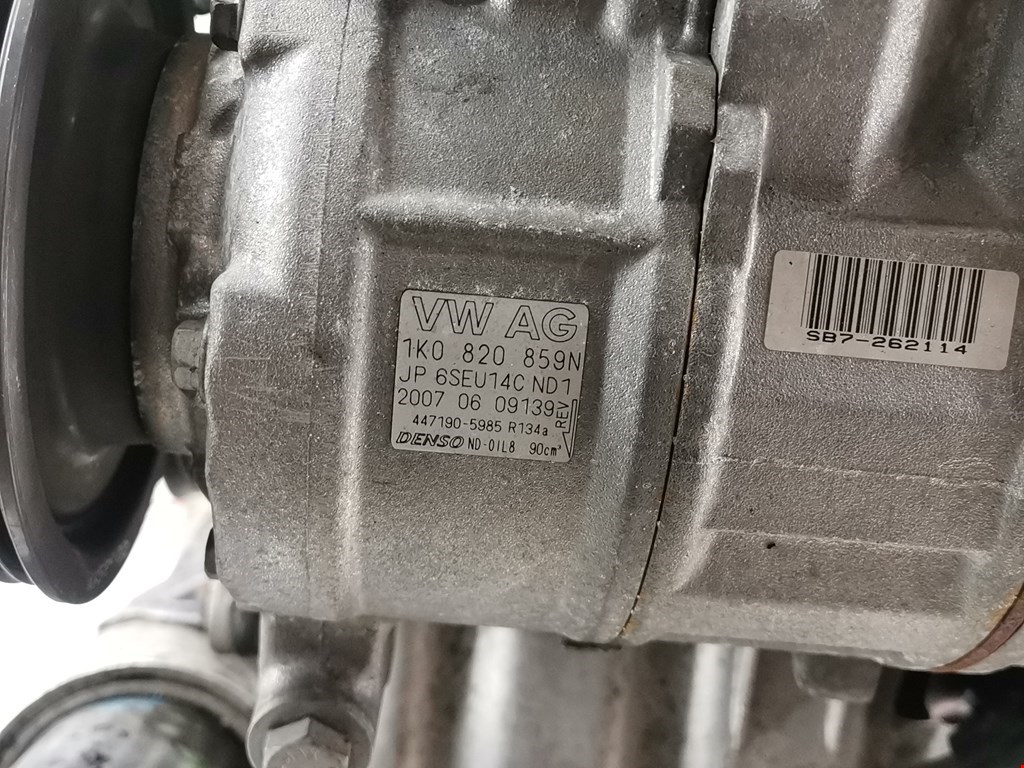 VW AG
1K0 820 859N
JP 6SEU14C ND1
2007 06 09139
REV
447190-5985 R134a
DENSO ND-OIL8 90cm³
SB7-262114